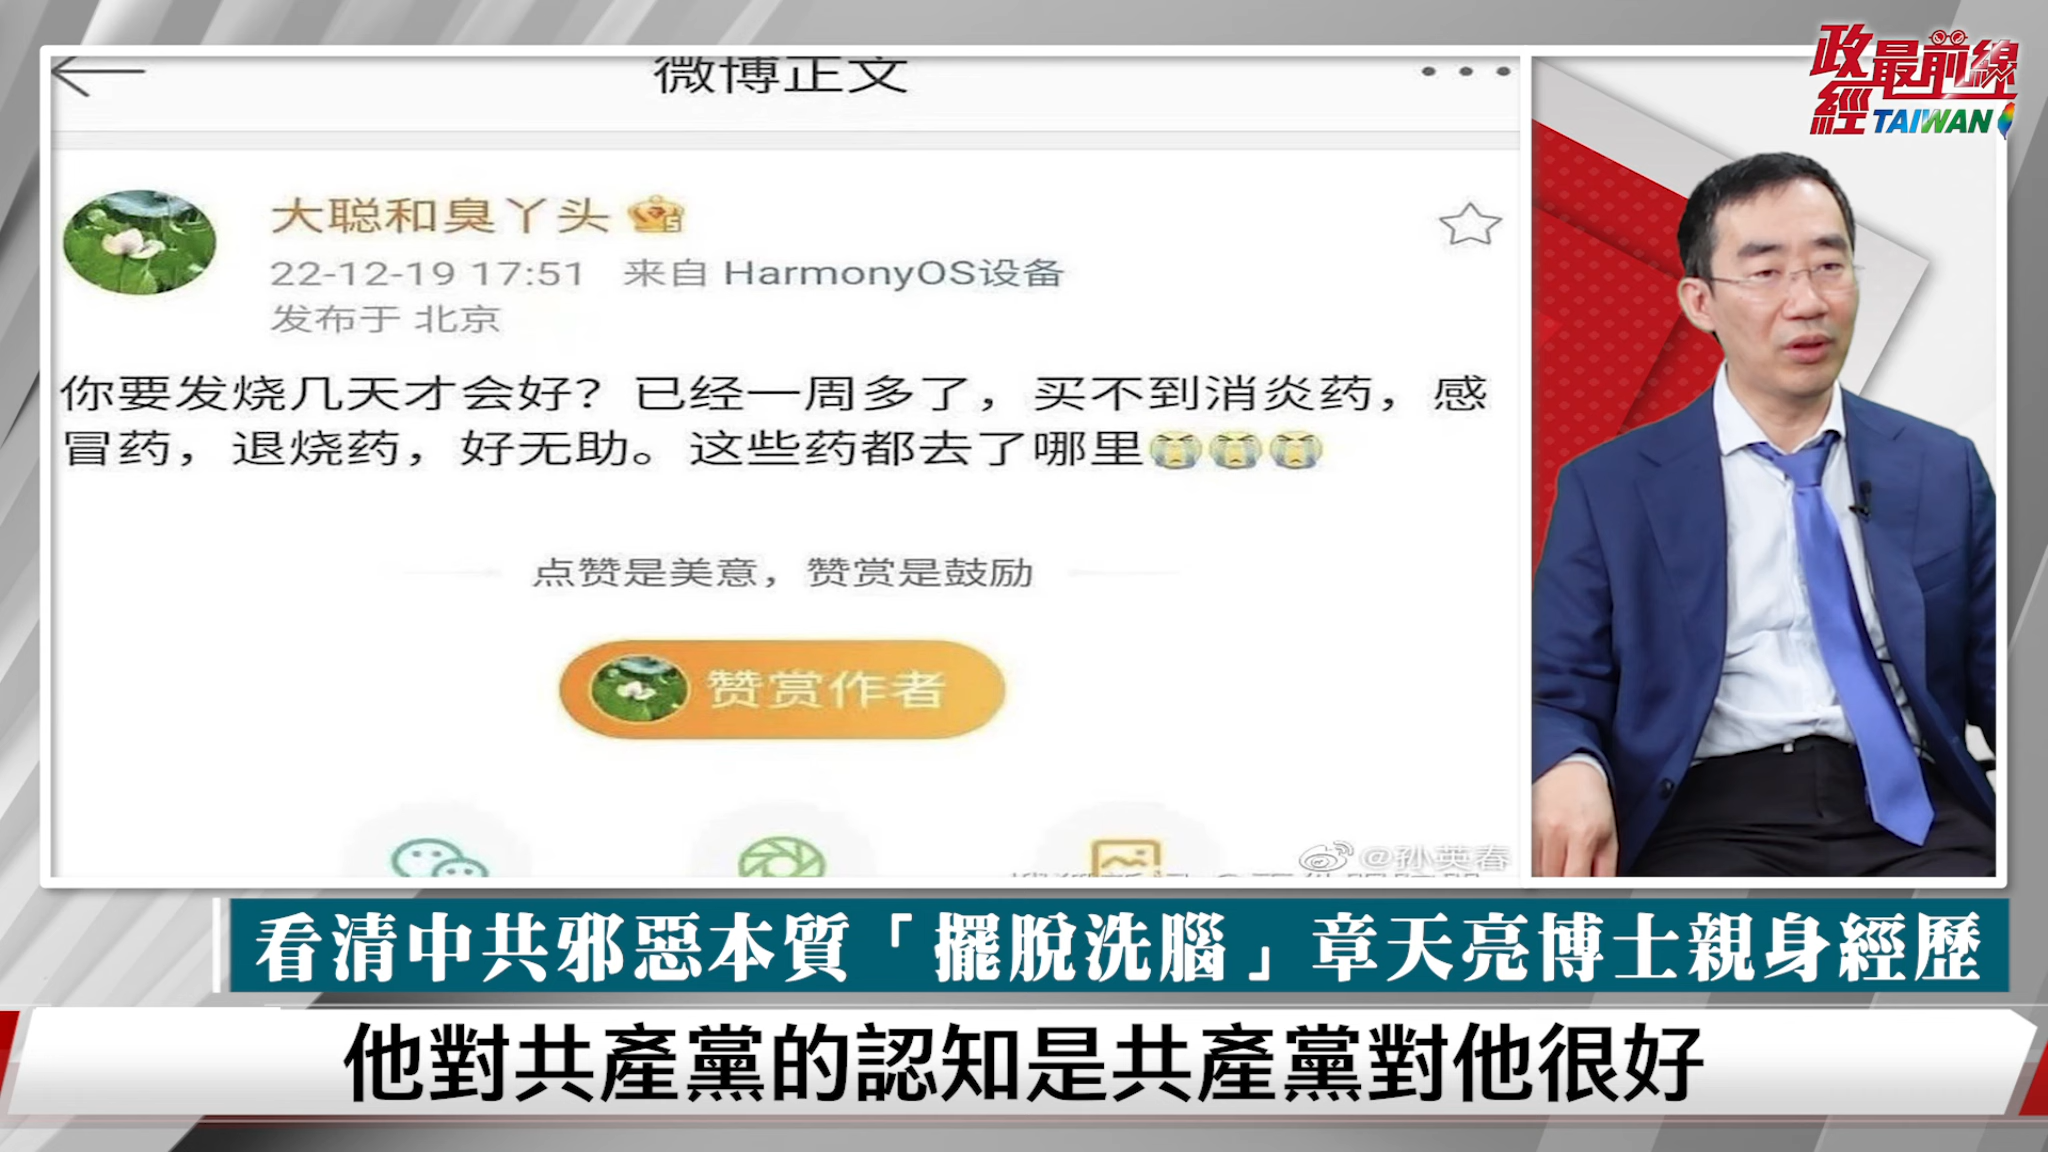 微博正文
政經最前線
TAIWAN
大聪和臭丫头
22-12-19 17:51 来自 HarmonyOS设备
发布于 北京
你要发烧几天才会好？已经一周多了，买不到消炎药，感
冒药，退烧药，好无助。这些药都去了哪里
点赞是美意，赞赏是鼓励
赞赏作者
@孙英春
看清中共邪惡本質「擺脫洗腦」章天亮博士親身經歷
他對共產黨的認知是共產黨對他很好